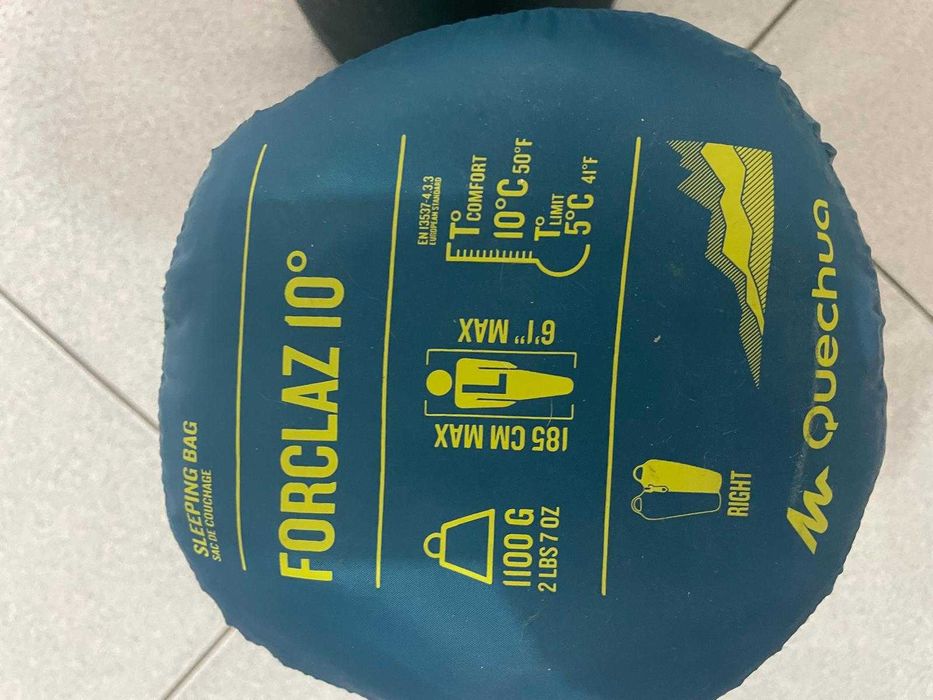 SLEEPING BAG
SAC DE COUCHAGE
FORCLAZ 10°
1100 G
2 LBS 7 OZ
185 CM MAX
6'1" MAX
L
EN 13537-4.3.3
EUROPEAN STANDARD
T° COMFORT
10°C 50°F
T° LIMIT
5°C 41°F
RIGHT
Quechua